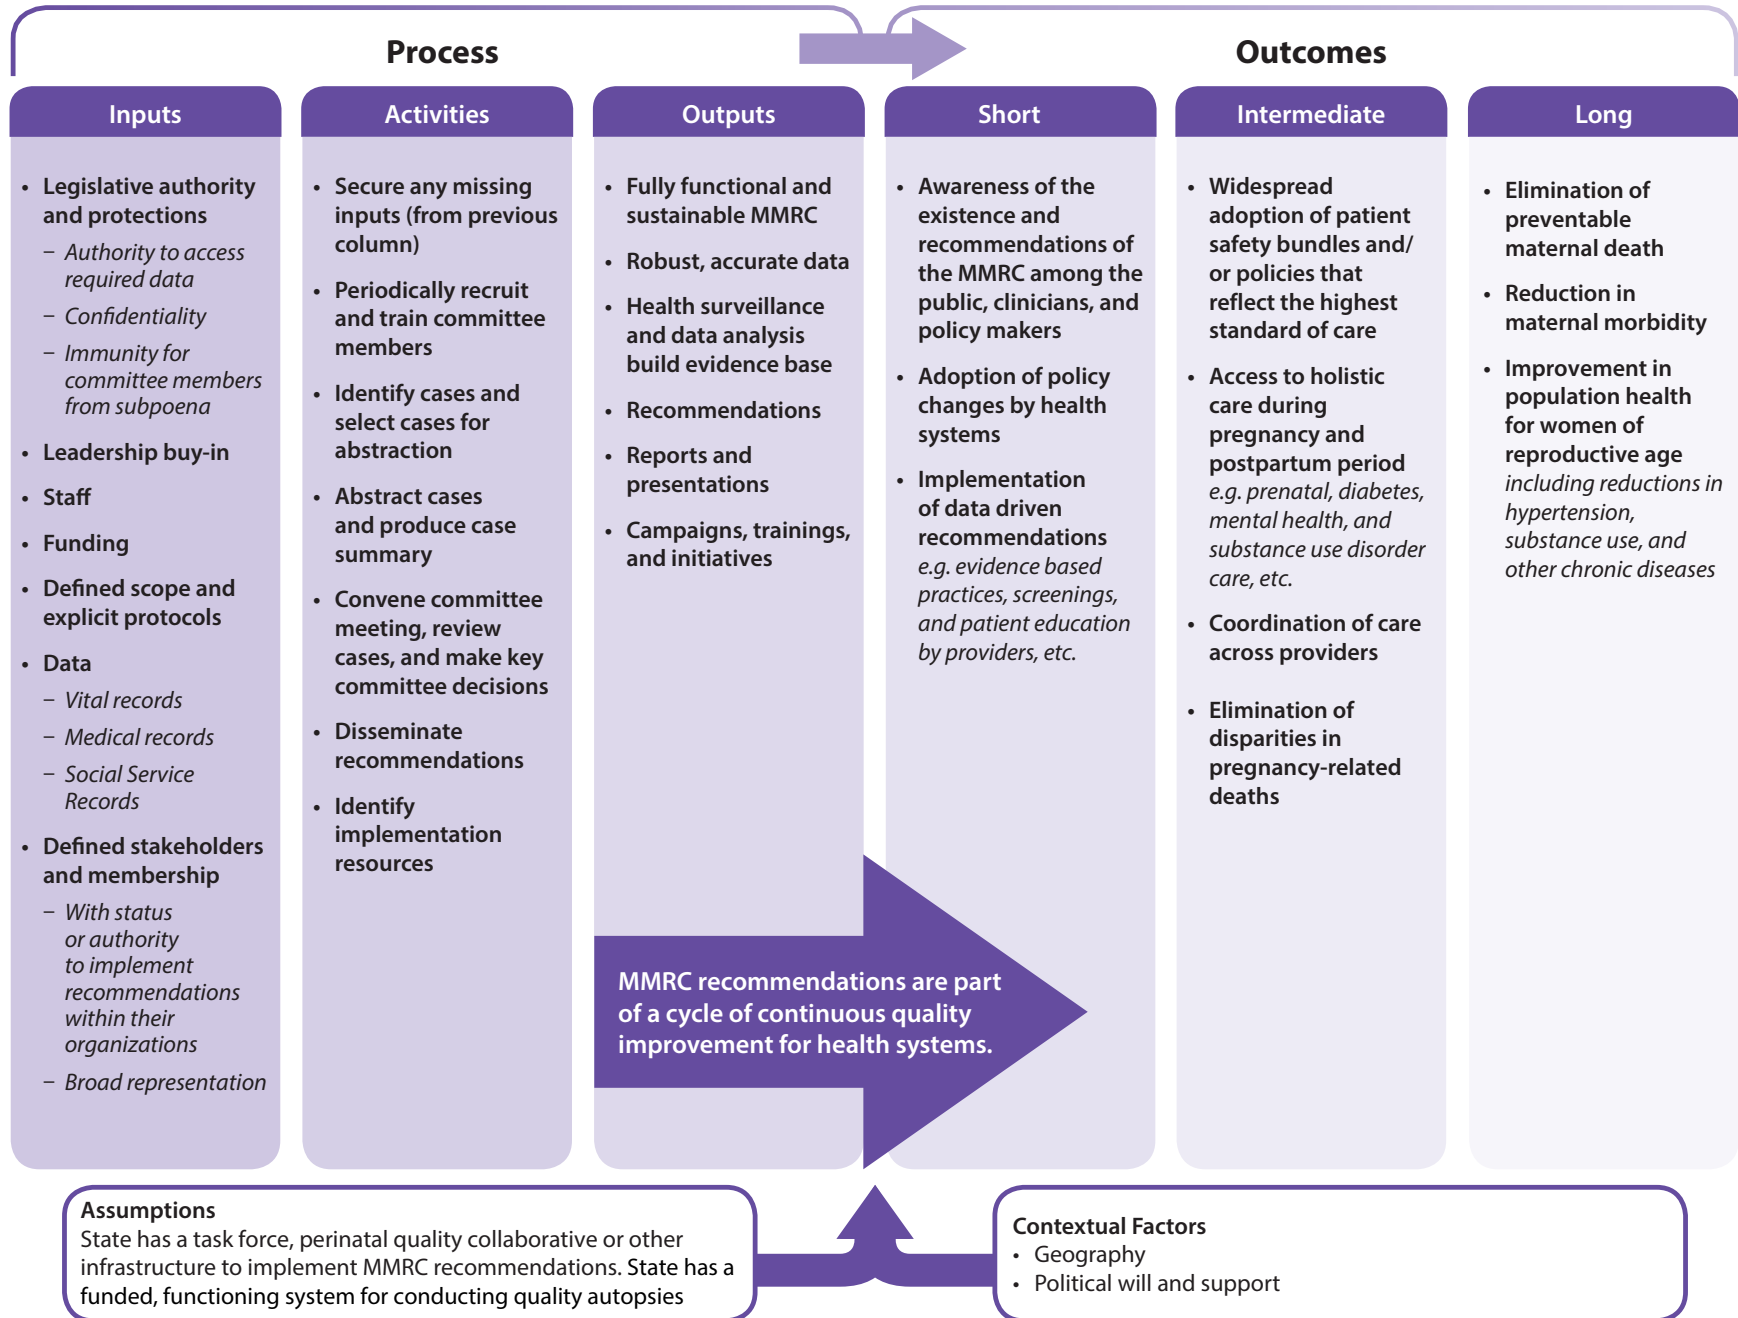 Process
Outcomes
Inputs
• Legislative authority
and protections
– Authority to access
required data
– Confidentiality
– Immunity for
committee members
from subpoena
• Leadership buy-in
• Staff
• Funding
• Defined scope and
explicit protocols
• Data
– Vital records
– Medical records
– Social Service
Records
• Defined stakeholders
and membership
– With status
or authority
to implement
recommendations
within their
organizations
– Broad representation
Activities
• Secure any missing
inputs (from previous
column)
• Periodically recruit
and train committee
members
• Identify cases and
select cases for
abstraction
• Abstract cases
and produce case
summary
• Convene committee
meeting, review
cases, and make key
committee decisions
• Disseminate
recommendations
• Identify
implementation
resources
Outputs
• Fully functional and
sustainable MMRC
• Robust, accurate data
• Health surveillance
and data analysis
build evidence base
• Recommendations
• Reports and
presentations
• Campaigns, trainings,
and initiatives
Short
• Awareness of the
existence and
recommendations of
the MMRC among the
public, clinicians, and
policy makers
• Adoption of policy
changes by health
systems
• Implementation
of data driven
recommendations
e.g. evidence based
practices, screenings,
and patient education
by providers, etc.
Intermediate
• Widespread
adoption of patient
safety bundles and/
or policies that
reflect the highest
standard of care
• Access to holistic
care during
pregnancy and
postpartum period
e.g. prenatal, diabetes,
mental health, and
substance use disorder
care, etc.
• Coordination of care
across providers
• Elimination of
disparities in
pregnancy-related
deaths
Long
• Elimination of
preventable
maternal death
• Reduction in
maternal morbidity
• Improvement in
population health
for women of
reproductive age
including reductions in
hypertension,
substance use, and
other chronic diseases
MMRC recommendations are part
of a cycle of continuous quality
improvement for health systems.
Assumptions
State has a task force, perinatal quality collaborative or other
infrastructure to implement MMRC recommendations. State has a
funded, functioning system for conducting quality autopsies
Contextual Factors
• Geography
• Political will and support